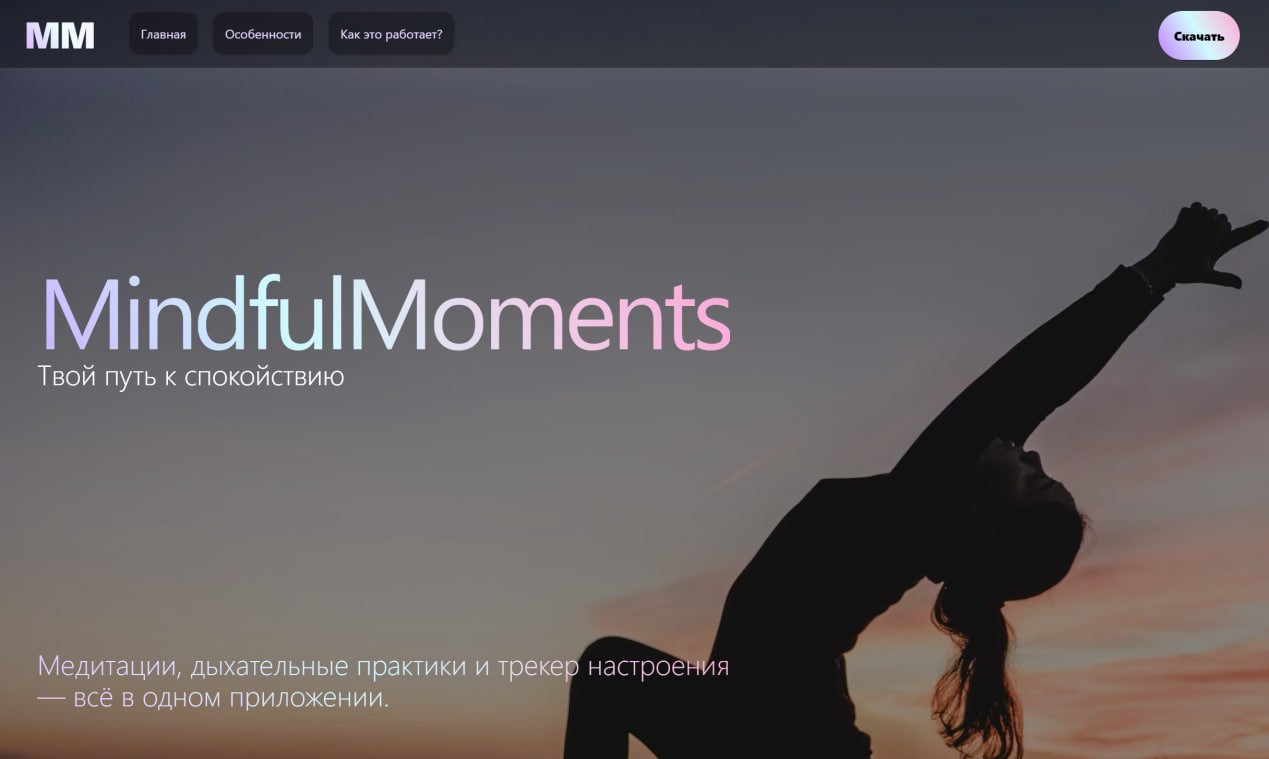 MM
Главная
Особенности
Как это работает?
Скачать
MindfulMoments
Твой путь к спокойствию
Медитации, дыхательные практики и трекер настроения
— всё в одном приложении.